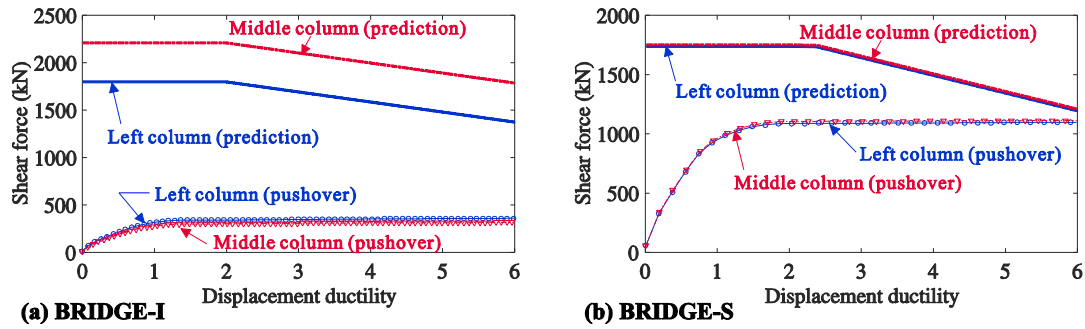 2500
2000
1500
1000
500
0
Shear force (kN)
Middle column (prediction)
Left column (prediction)
Left column (pushover)
Middle column (pushover)
0 1 2 3 4 5 6
Displacement ductility
(a) BRIDGE-I
2000
1500
1000
500
0
Shear force (kN)
Middle column (prediction)
Left column (prediction)
Left column (pushover)
Middle column (pushover)
0 1 2 3 4 5 6
Displacement ductility
(b) BRIDGE-S